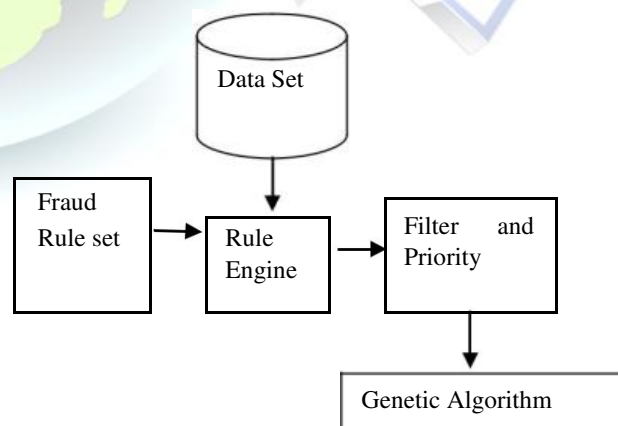 Data Set
Fraud
Rule set
Rule
Engine
Filter and
Priority
Genetic Algorithm